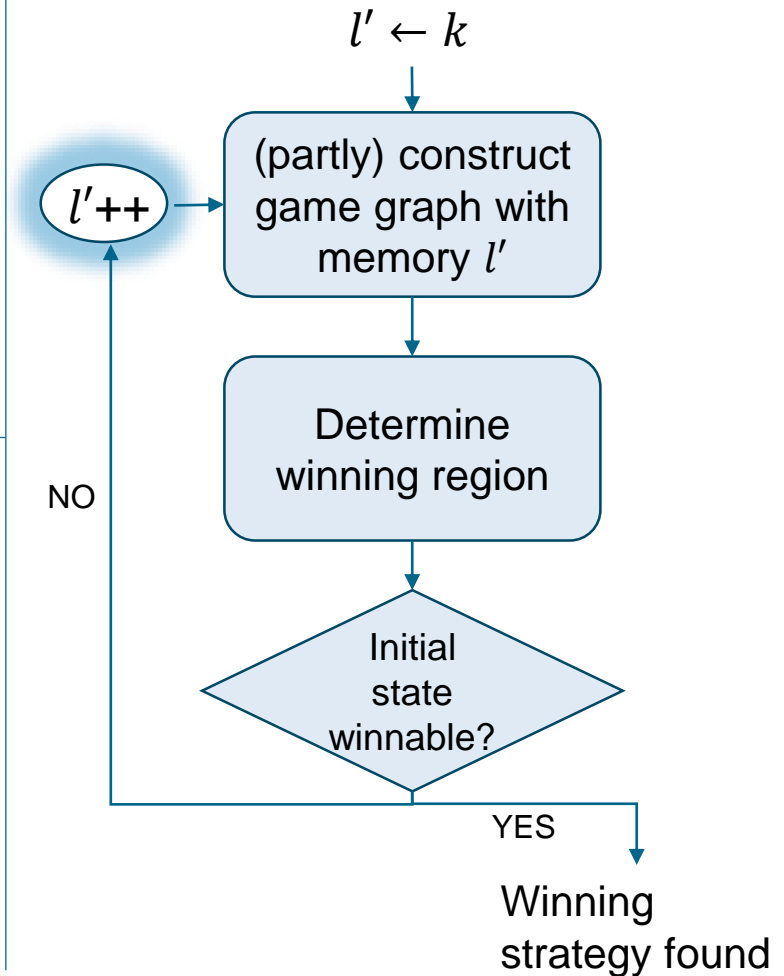 l′ ← k
(partly) construct
game graph with
memory l′
l′++
Determine
winning region
NO
Initial
state
winnable?
YES
Winning
strategy found